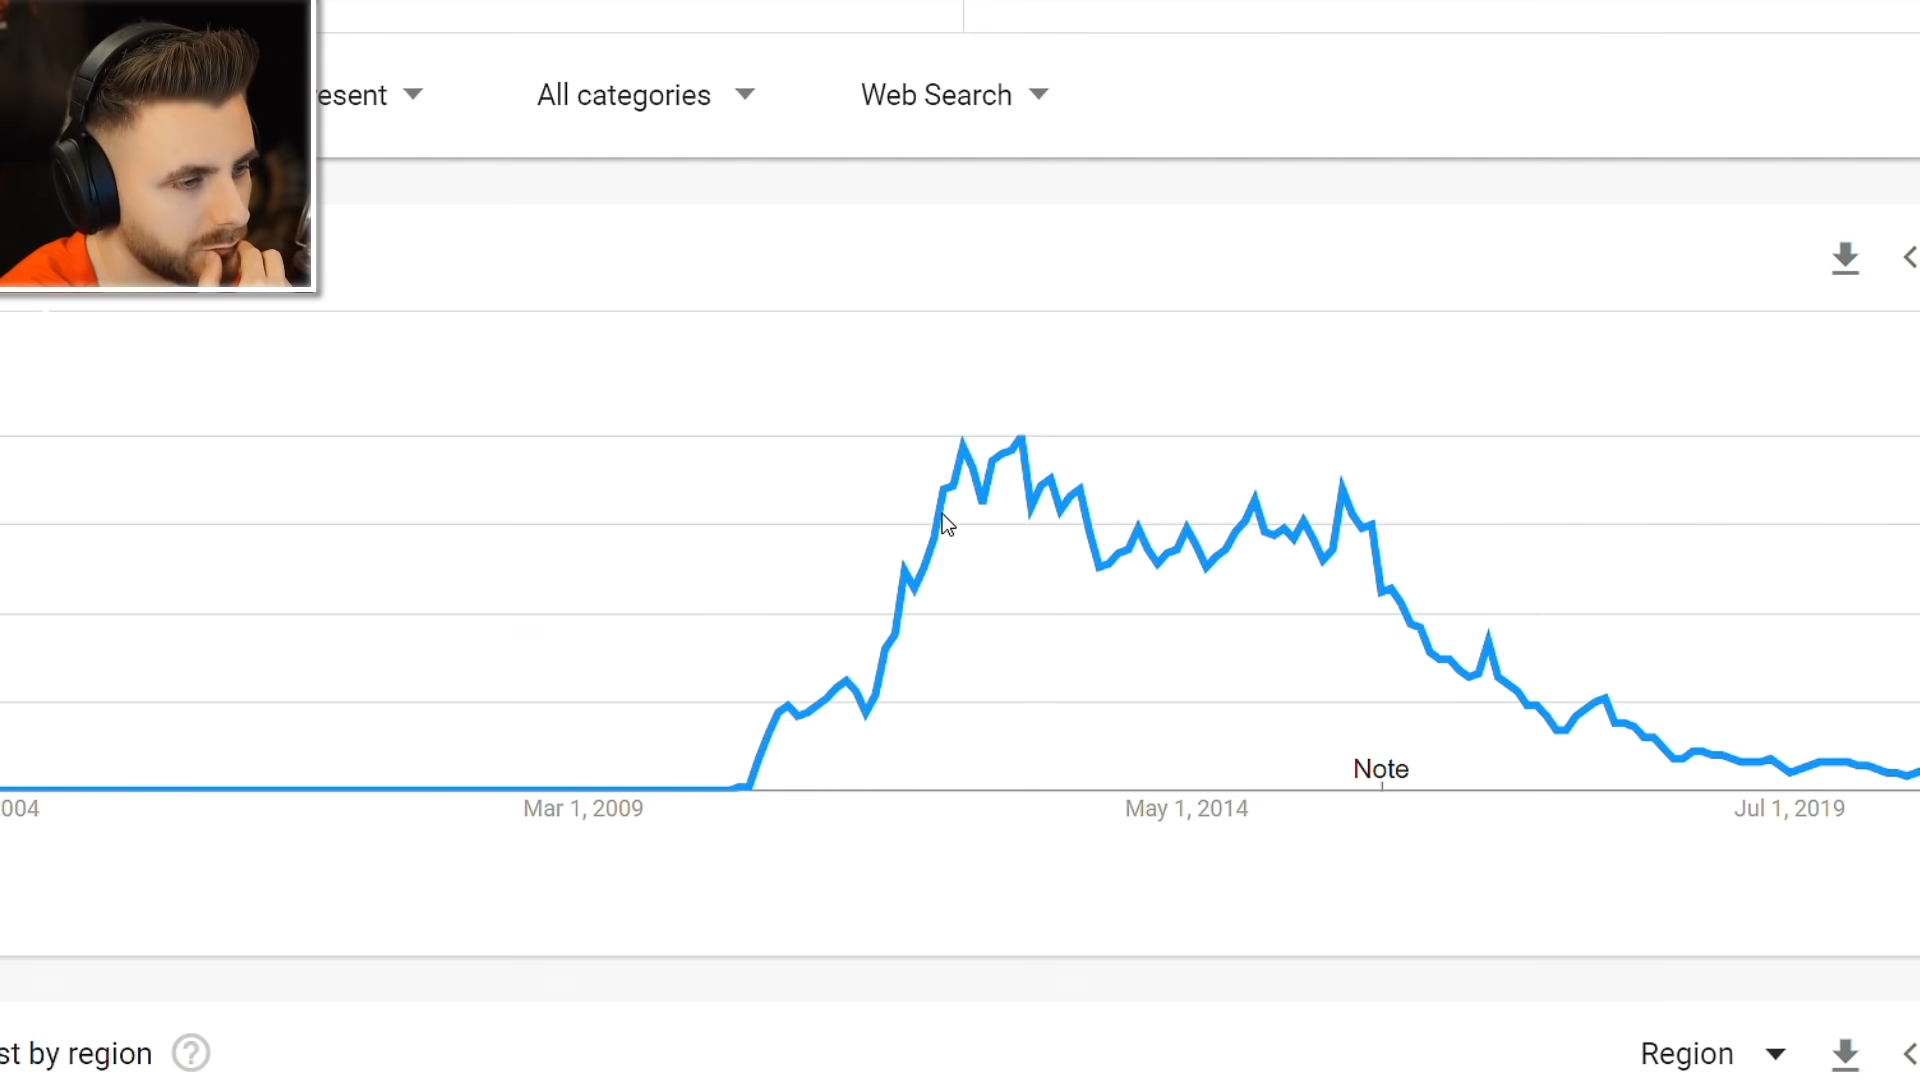 esent
All categories
Web Search
Note
004
Mar 1, 2009
May 1, 2014
Jul 1, 2019
st by region
Region